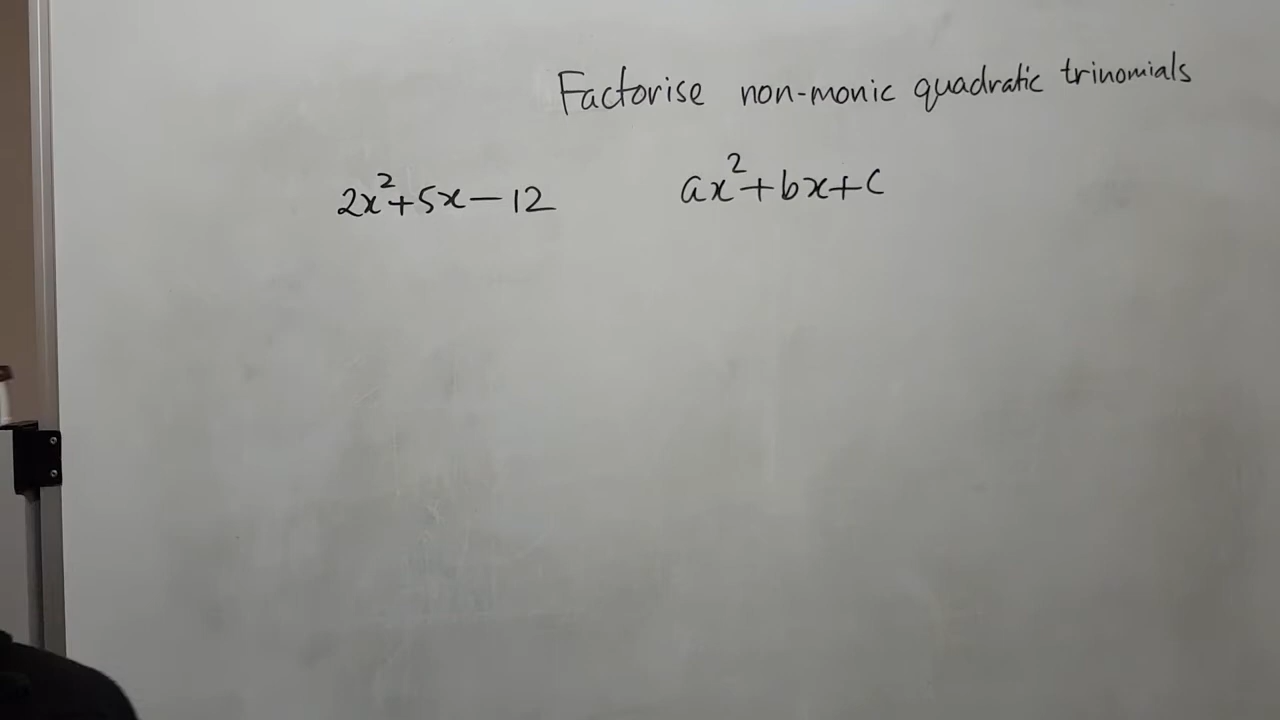 Factorise non-monic quadratic trinomials
2x²+5x-12 ax²+bx+c